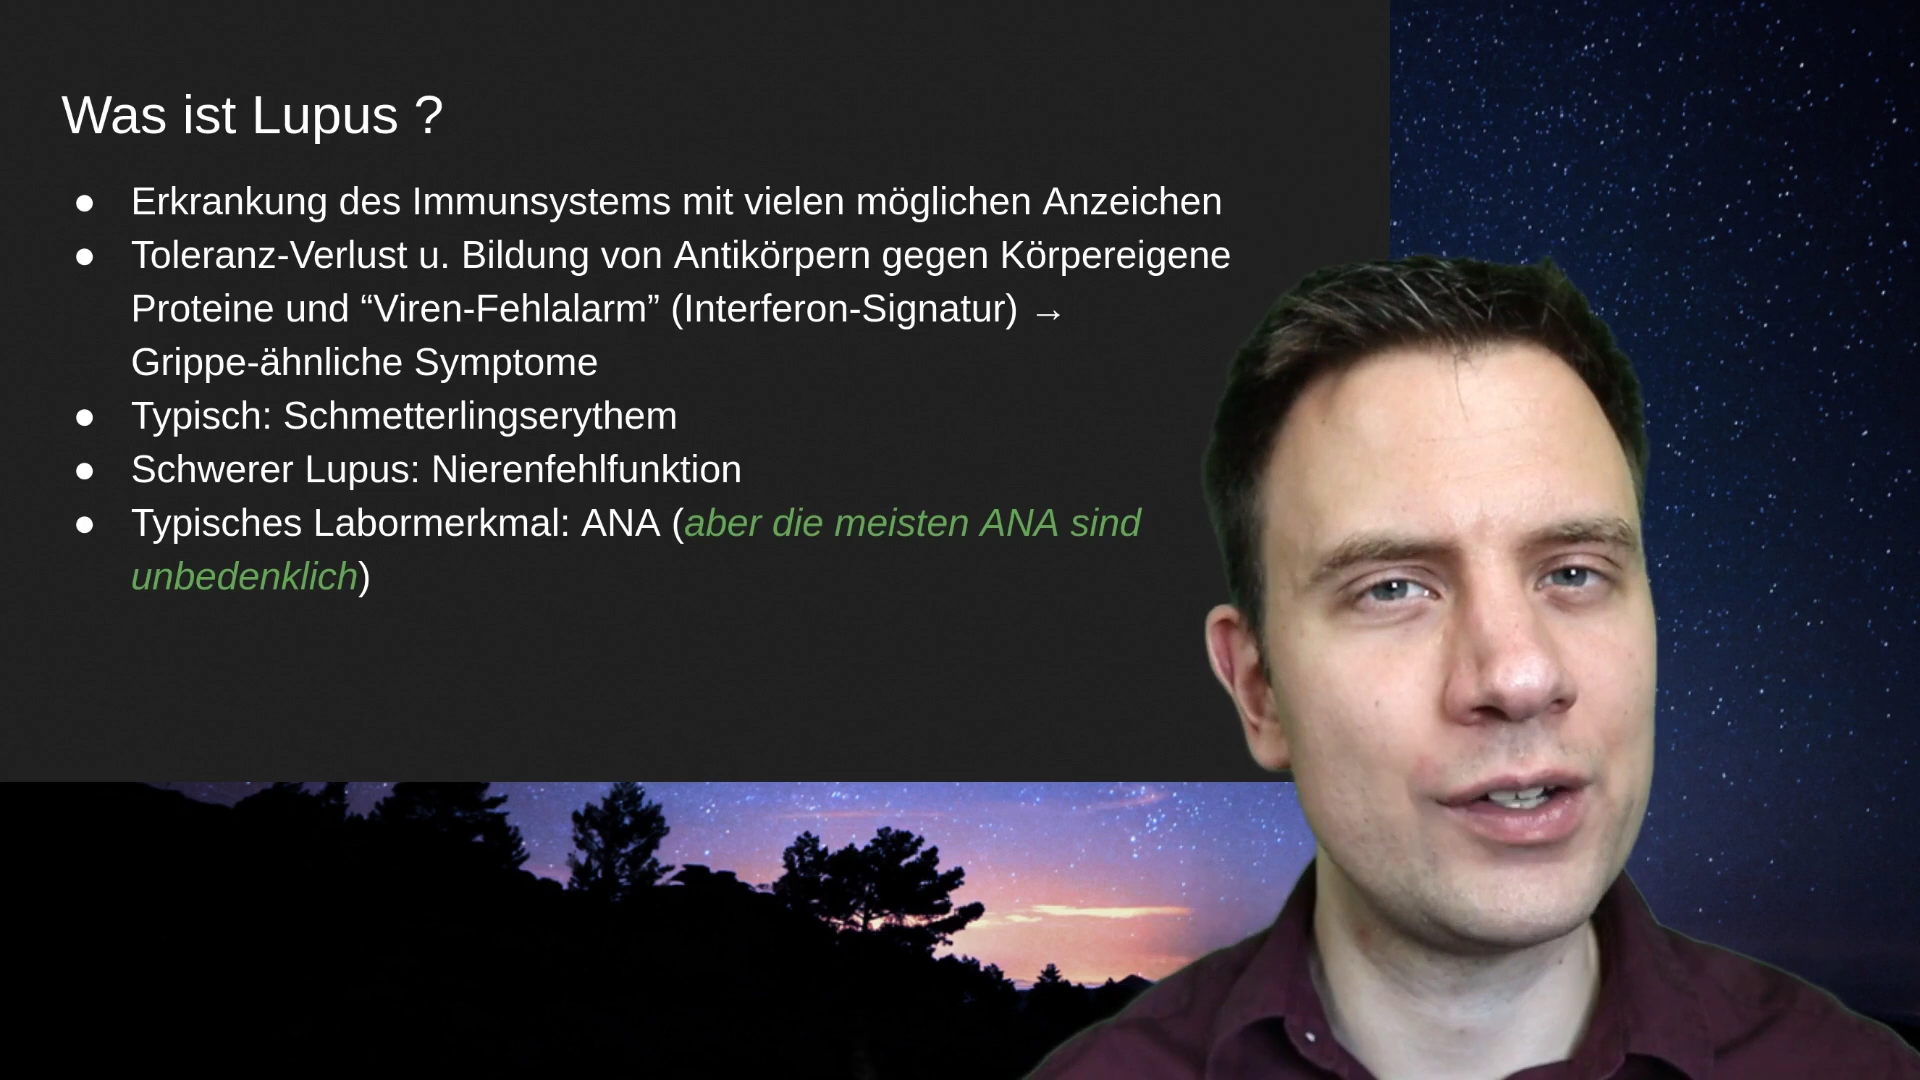 Was ist Lupus ?
● Erkrankung des Immunsystems mit vielen möglichen Anzeichen
● Toleranz-Verlust u. Bildung von Antikörpern gegen Körpereigene
Proteine und “Viren-Fehlalarm” (Interferon-Signatur) →
Grippe-ähnliche Symptome
● Typisch: Schmetterlingserythem
● Schwerer Lupus: Nierenfehlfunktion
● Typisches Labormerkmal: ANA (aber die meisten ANA sind
unbedenklich)